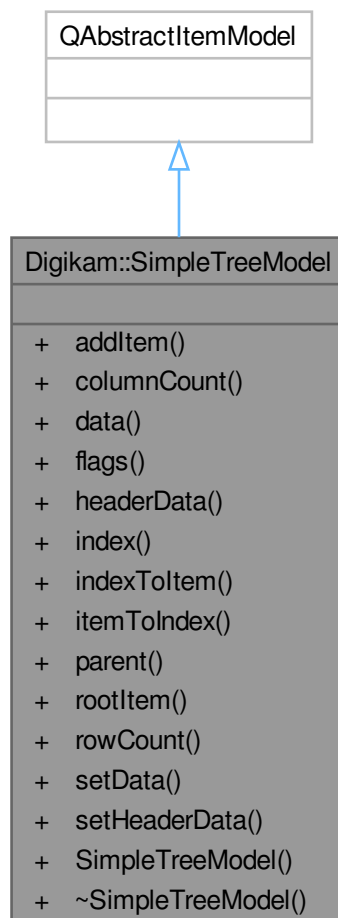 QAbstractItemModel
Digikam::SimpleTreeModel
+ addItem()
+ columnCount()
+ data()
+ flags()
+ headerData()
+ index()
+ indexToItem()
+ itemToIndex()
+ parent()
+ rootItem()
+ rowCount()
+ setData()
+ setHeaderData()
+ SimpleTreeModel()
+ ~SimpleTreeModel()